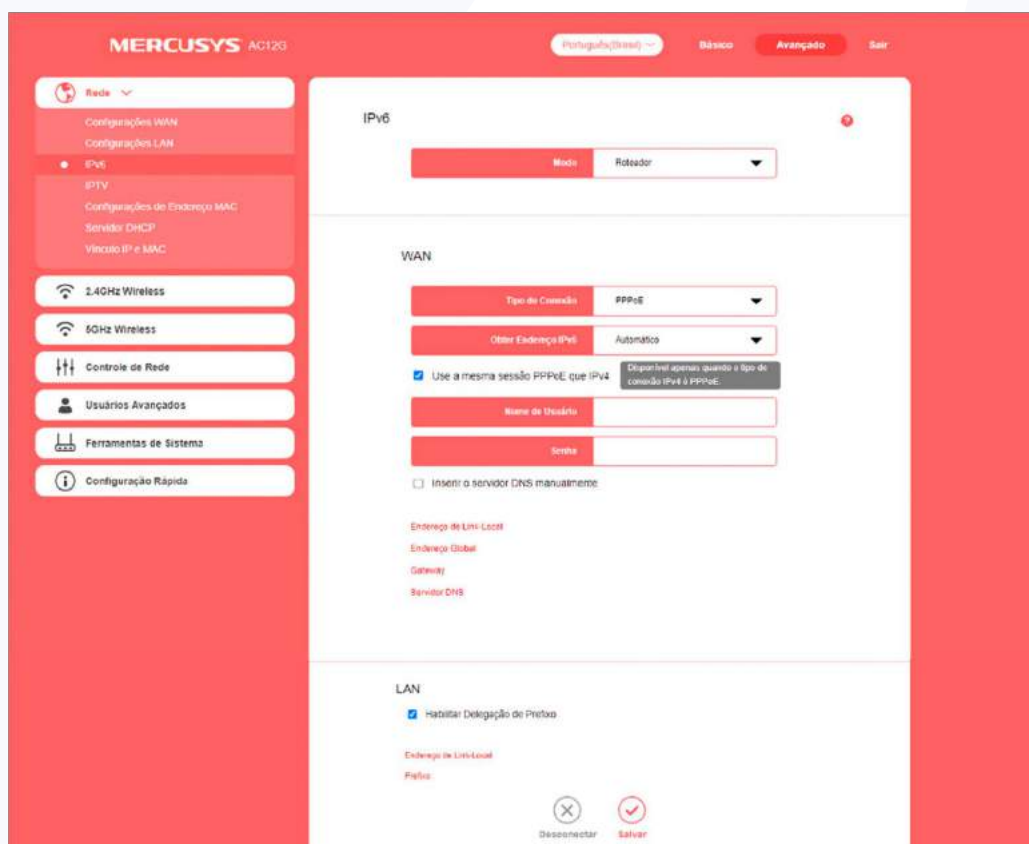 MERCUSYS AC12G
Português(Brasil)
Básico
Avançado
Sair
Rede
Configurações WAN
Configurações LAN
IPv6
IPTV
Configurações de Endereço MAC
Servidor DHCP
Vínculo IP e MAC
2.4GHz Wireless
5GHz Wireless
Controle de Rede
Usuários Avançados
Ferramentas de Sistema
Configuração Rápida
IPv6
?
Modo
Roteador
WAN
Tipo de Conexão
PPPoE
Obter Endereço IPv6
Automático
Use a mesma sessão PPPoE que IPv4
Disponível apenas quando o tipo de
conexão IPv4 é PPPoE.
Nome de Usuário
Senha
Inserir o servidor DNS manualmente
Endereço de Link-Local
Endereço Global
Gateway
Servidor DNS
LAN
Habilitar Delegação de Prefixo
Endereço de Link-Local
Prefixo
Desconectar
Salvar